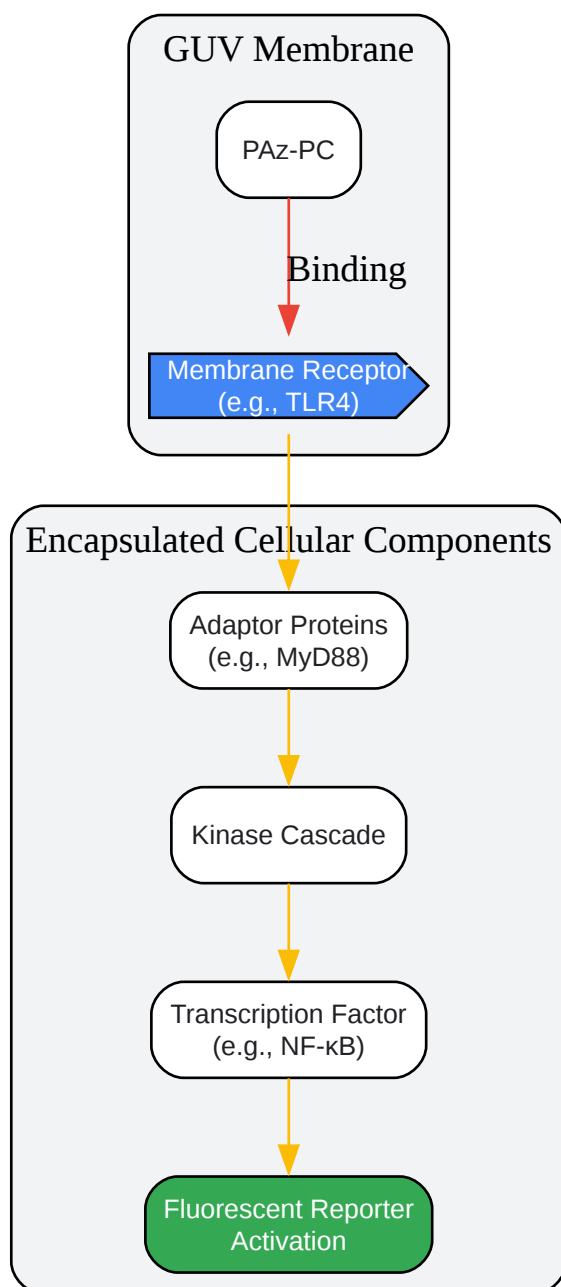 GUV Membrane
PAz-PC
Binding
Membrane Receptor
(e.g., TLR4)
Encapsulated Cellular Components
Adaptor Proteins
(e.g., MyD88)
Kinase Cascade
Transcription Factor
(e.g., NF-κB)
Fluorescent Reporter
Activation